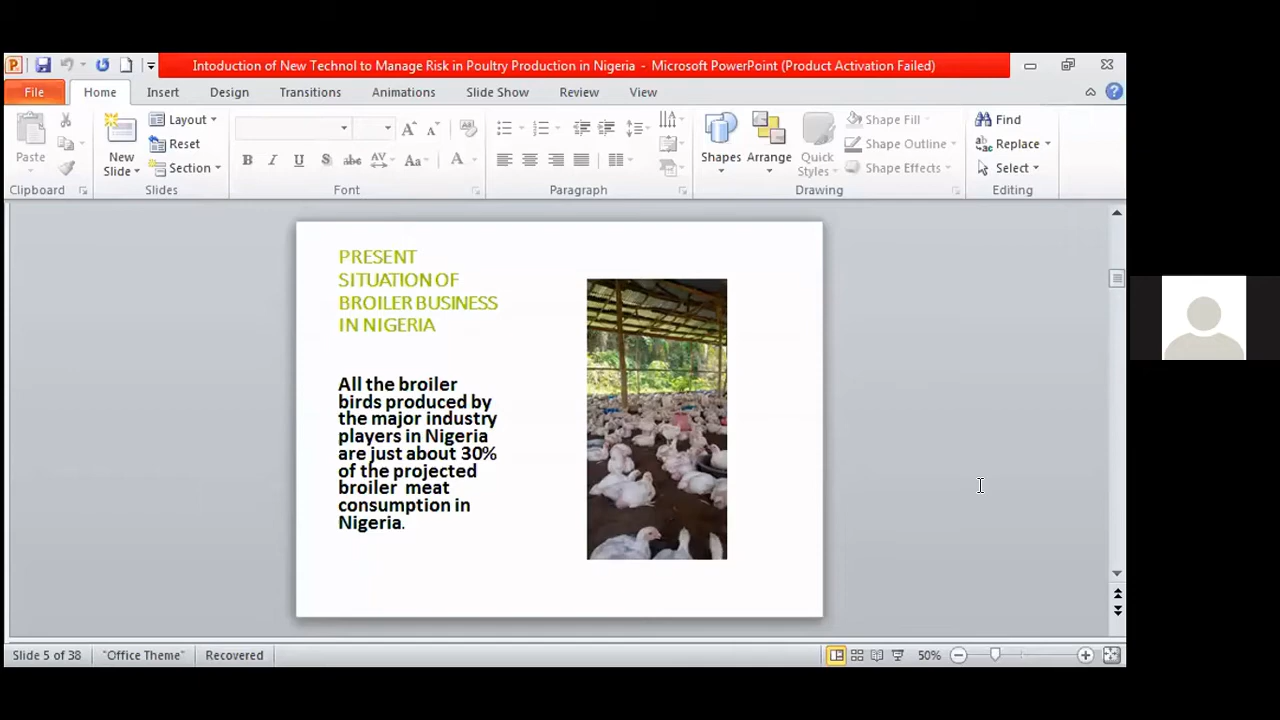 Intoduction of New Technol to Manage Risk in Poultry Production in Nigeria - Microsoft PowerPoint (Product Activation Failed)
File Home Insert Design Transitions Animations Slide Show Review View
Paste
Clipboard
New Slide
Layout
Reset
Section
Slides
Font
Paragraph
Shapes
Arrange
Quick Styles
Shape Fill
Shape Outline
Shape Effects
Drawing
Find
Replace
Select
Editing
PRESENT
SITUATION OF
BROILER BUSINESS
IN NIGERIA
All the broiler
birds produced by
the major industry
players in Nigeria
are just about 30%
of the projected
broiler meat
consumption in
Nigeria.
Slide 5 of 38 "Office Theme" Recovered 50%